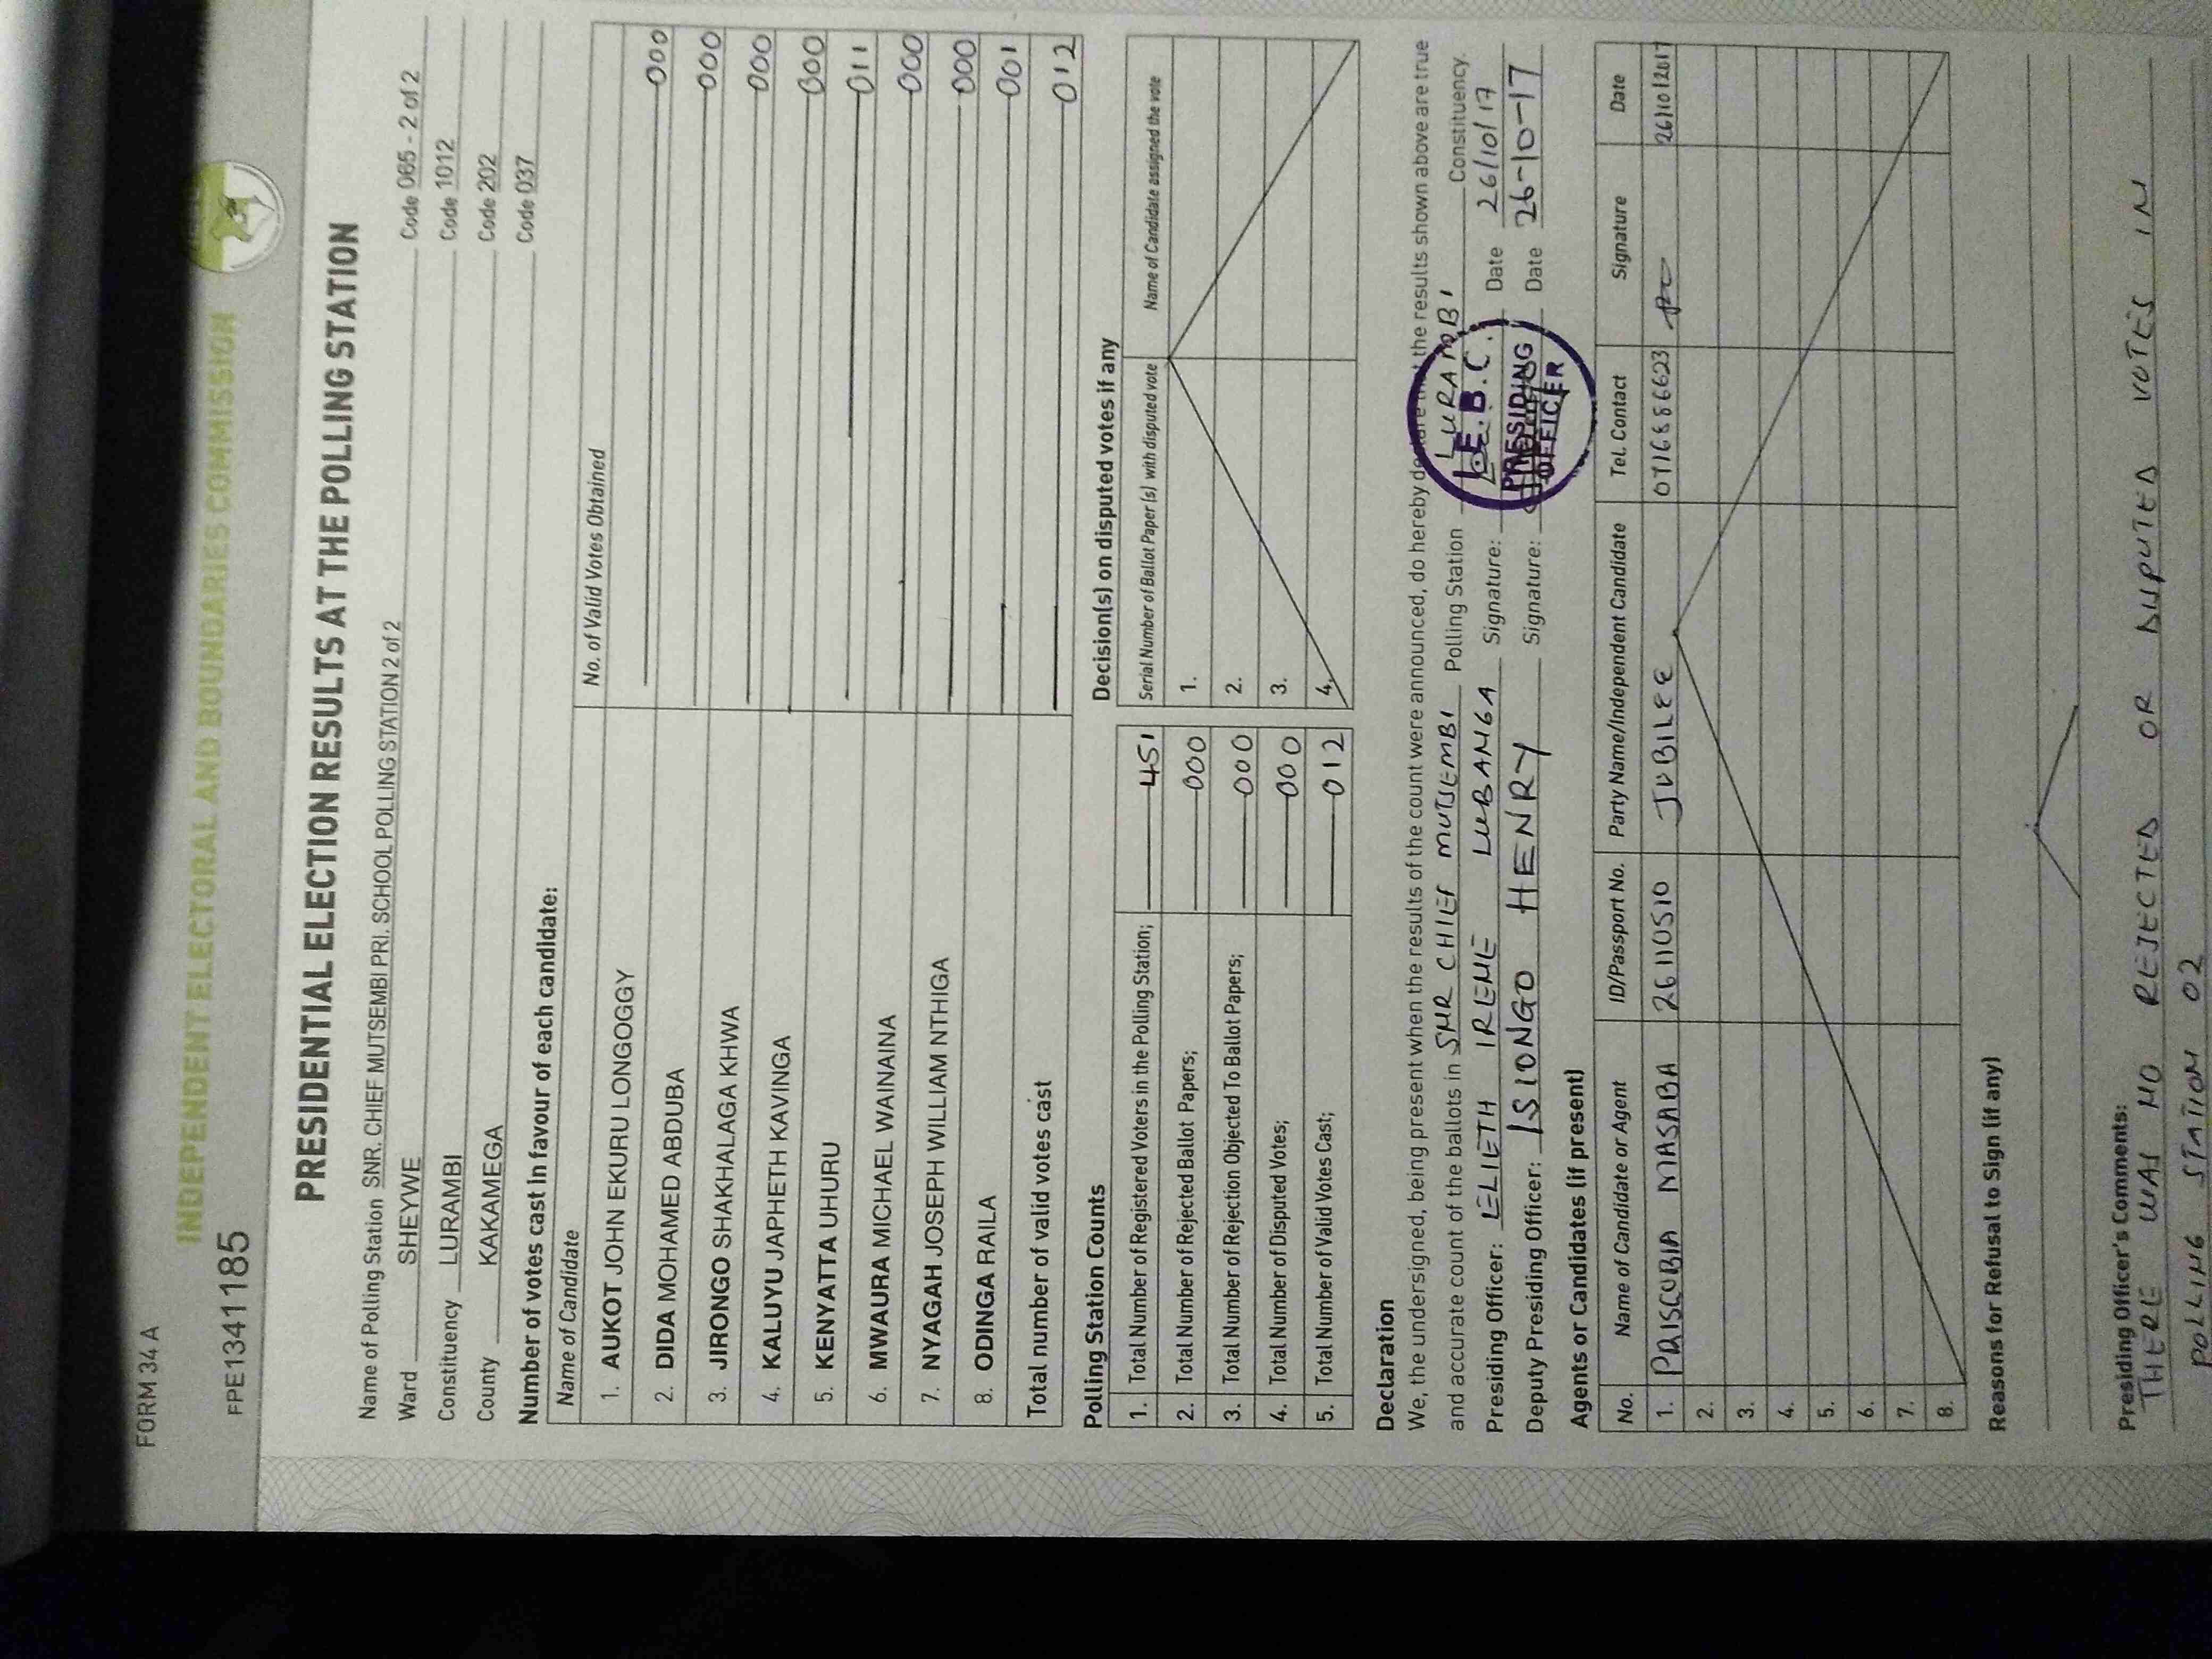 FORM 34 A
INDEPENDENT ELECTORAL AND BOUNDARIES COMMISSION
FPE1341185
PRESIDENTIAL ELECTION RESULTS AT THE POLLING STATION
Name of Polling Station SNR. CHIEF MUTSEMBI PRI. SCHOOL POLLING STATION 2 of 2 Code 065 - 2 of 2
Ward SHEYWE Code 1012
Constituency LURAMBI Code 202
County KAKAMEGA Code 037
Number of votes cast in favour of each candidate:
Name of Candidate No. of Valid Votes Obtained
1. AUKOT JOHN EKURU LONGOGGY 000
2. DIDA MOHAMED ABDUBA 000
3. JIRONGO SHAKHALAGA KHWA 000
4. KALUYU JAPHETH KAVINGA 000
5. KENYATTA UHURU 011
6. MWAURA MICHAEL WAINAINA 000
7. NYAGAH JOSEPH WILLIAM NTHIGA 000
8. ODINGA RAILA 001
Total number of valid votes cast 012
Polling Station Counts
1. Total Number of Registered Voters in the Polling Station; 451
2. Total Number of Rejected Ballot Papers; 000
3. Total Number of Rejection Objected To Ballot Papers; 000
4. Total Number of Disputed Votes; 000
5. Total Number of Valid Votes Cast; 012
Decision(s) on disputed votes if any
Serial Number of Ballot Paper (s) with disputed vote Name of Candidate assigned the vote
1.
2.
3.
4.
Declaration
We, the undersigned, being present when the results of the count were announced, do hereby declare that the results shown above are true
and accurate count of the ballots in SNR CHIEF MUTSEMBI Polling Station LURAMBI Constituency.
Presiding Officer: ELIETH IRENE LUBANGA Signature: Date 26/10/17
Deputy Presiding Officer: ISIONGO HENRY Signature: Date 26-10-17
I.E.B.C.
PRESIDING
OFFICER
Agents or Candidates (if present)
No. Name of Candidate or Agent ID/Passport No. Party Name/Independent Candidate Tel. Contact Signature Date
1. PRISCUBIA MASABA 26110510 JUBILEE 0716886623 26/10/2017
2.
3.
4.
5.
6.
7.
8.
Reasons for Refusal to Sign (if any)
Presiding Officer's Comments:
THERE WAS NO REJECTED OR DISPUTED VOTES IN
POLLING STATION 02